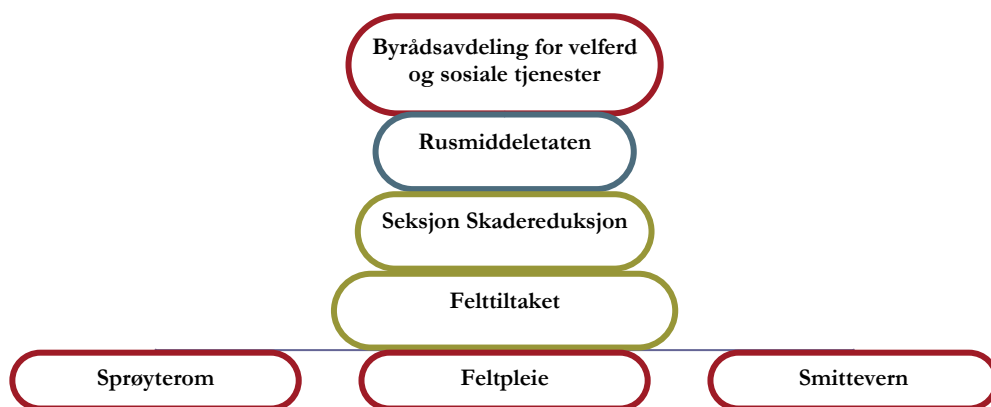 Byrådsavdeling for velferd
og sosiale tjenester
Rusmiddeletaten
Seksjon Skadereduksjon
Felttiltaket
Sprøyterom
Feltpleie
Smittevern